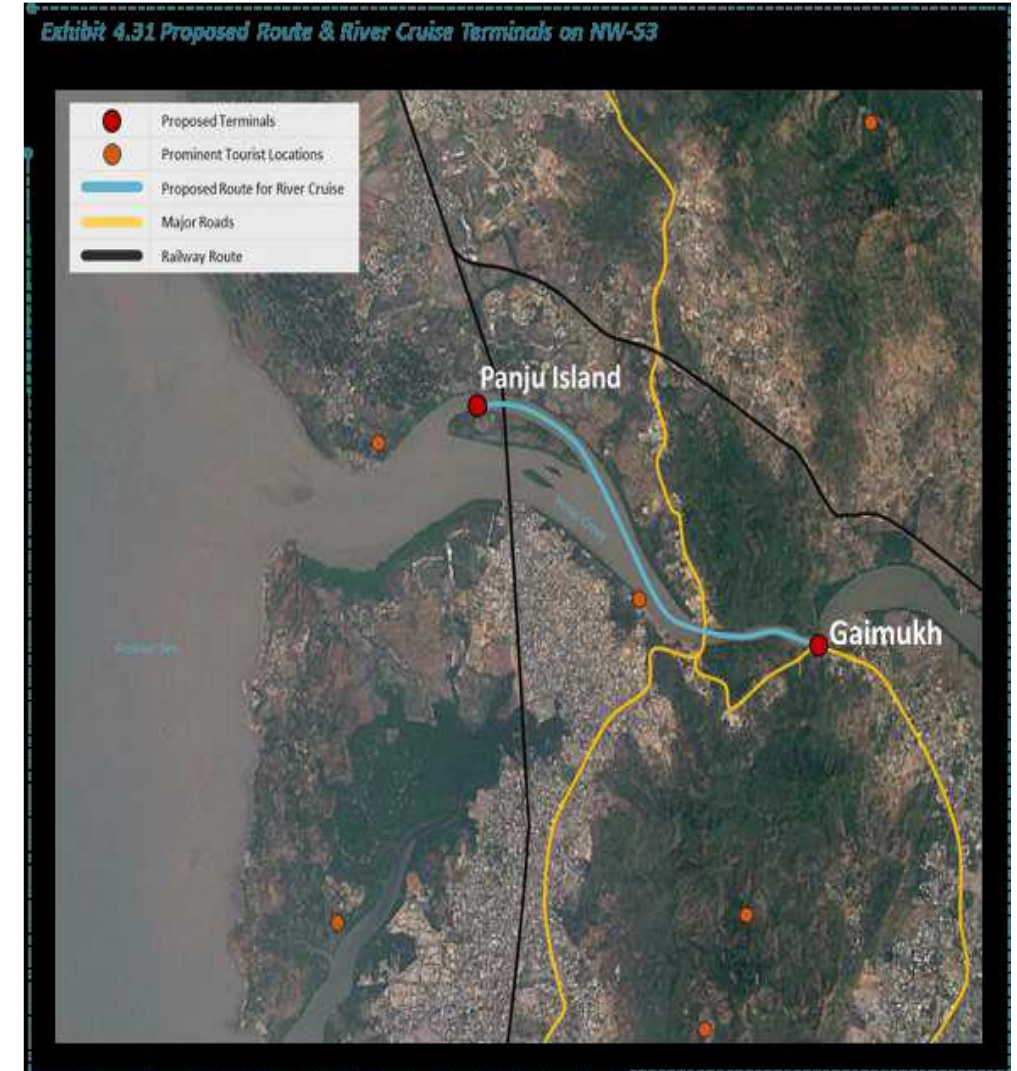 Exhibit 4.31 Proposed Route & River Cruise Terminals on NW-53
Proposed Terminals
Prominent Tourist Locations
Proposed Route for River Cruise
Major Roads
Railway Route
Panju Island
Gaimukh